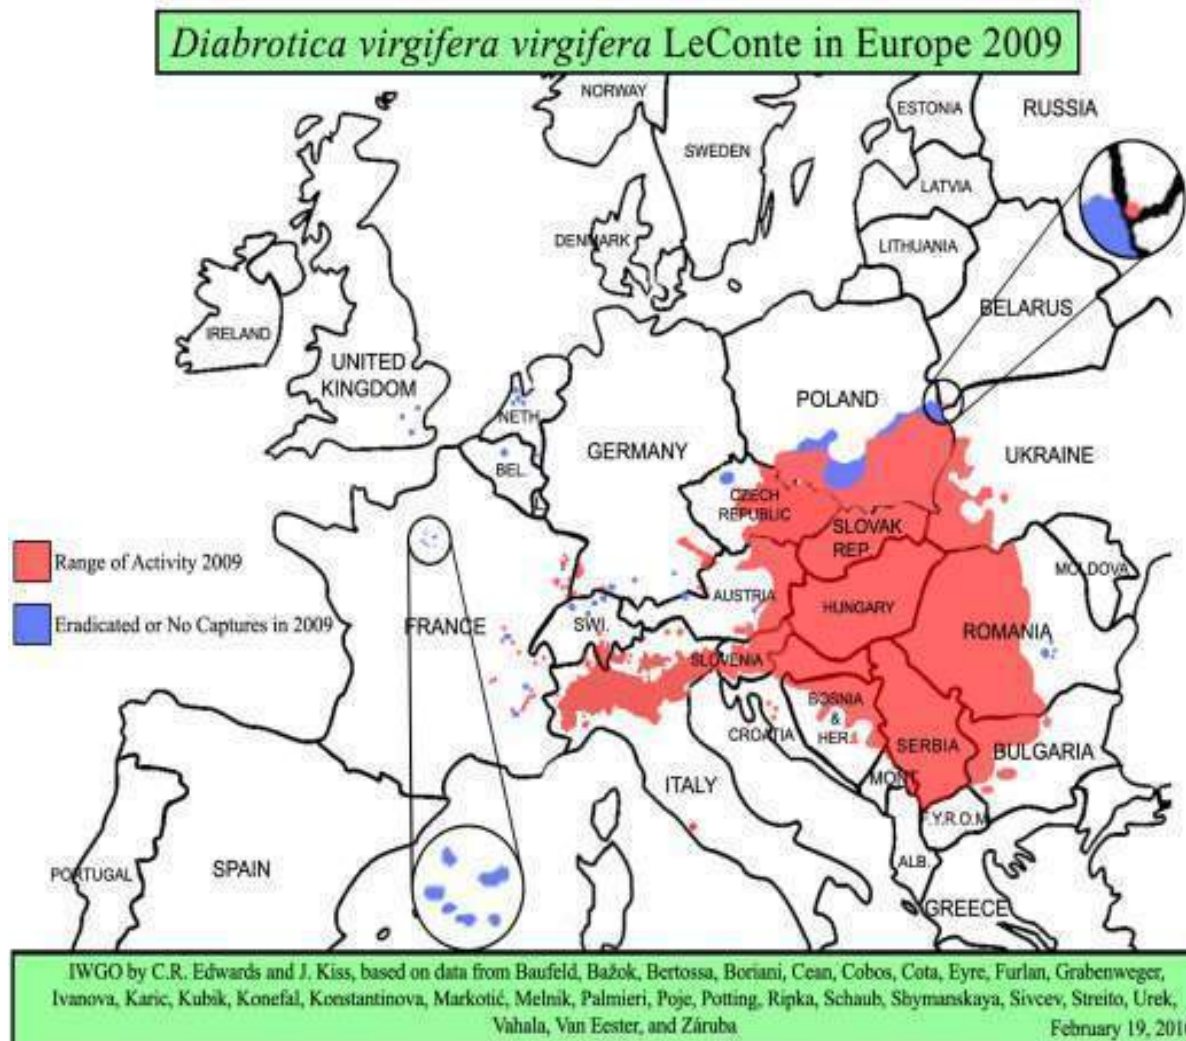 Diabrotica virgifera virgifera LeConte in Europe 2009
NORWAY
ESTONIA
RUSSIA
SWEDEN
LATVIA
DENMARK
LITHUANIA
IRELAND
BELARUS
UNITED
KINGDOM
POLAND
NETH
GERMANY
UKRAINE
BEL.
CZECH
REPUBLIC
SLOVAK
REP.
Range of Activity 2009
MOLDOVA
AUSTRIA
HUNGARY
Eradicated or No Captures in 2009
FRANCE
SWI.
ROMANIA
SLOVENIA
BOSNIA
&
HER.
CROATIA
SERBIA
BULGARIA
MONT.
ITALY
F.Y.R.O.M
ALB.
PORTUGAL
SPAIN
GREECE
IWGO by C.R. Edwards and J. Kiss, based on data from Baufeld, Bažok, Bertossa, Boriani, Cean, Cobos, Cota, Eyre, Furlan, Grabenweger,
Ivanova, Karic, Kubik, Konefal, Konstantinova, Markotić, Melnik, Palmieri, Poje, Potting, Ripka, Schaub, Shymanskaya, Sivcev, Streito, Urek,
Vahala, Van Eester, and Záruba
February 19, 2010